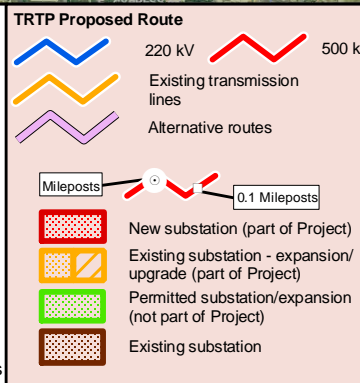 TRTP Proposed Route
220 kV
500 k
Existing transmission
lines
Alternative routes
Mileposts
0.1 Mileposts
New substation (part of Project)
Existing substation - expansion/
upgrade (part of Project)
Permitted substation/expansion
(not part of Project)
Existing substation
s